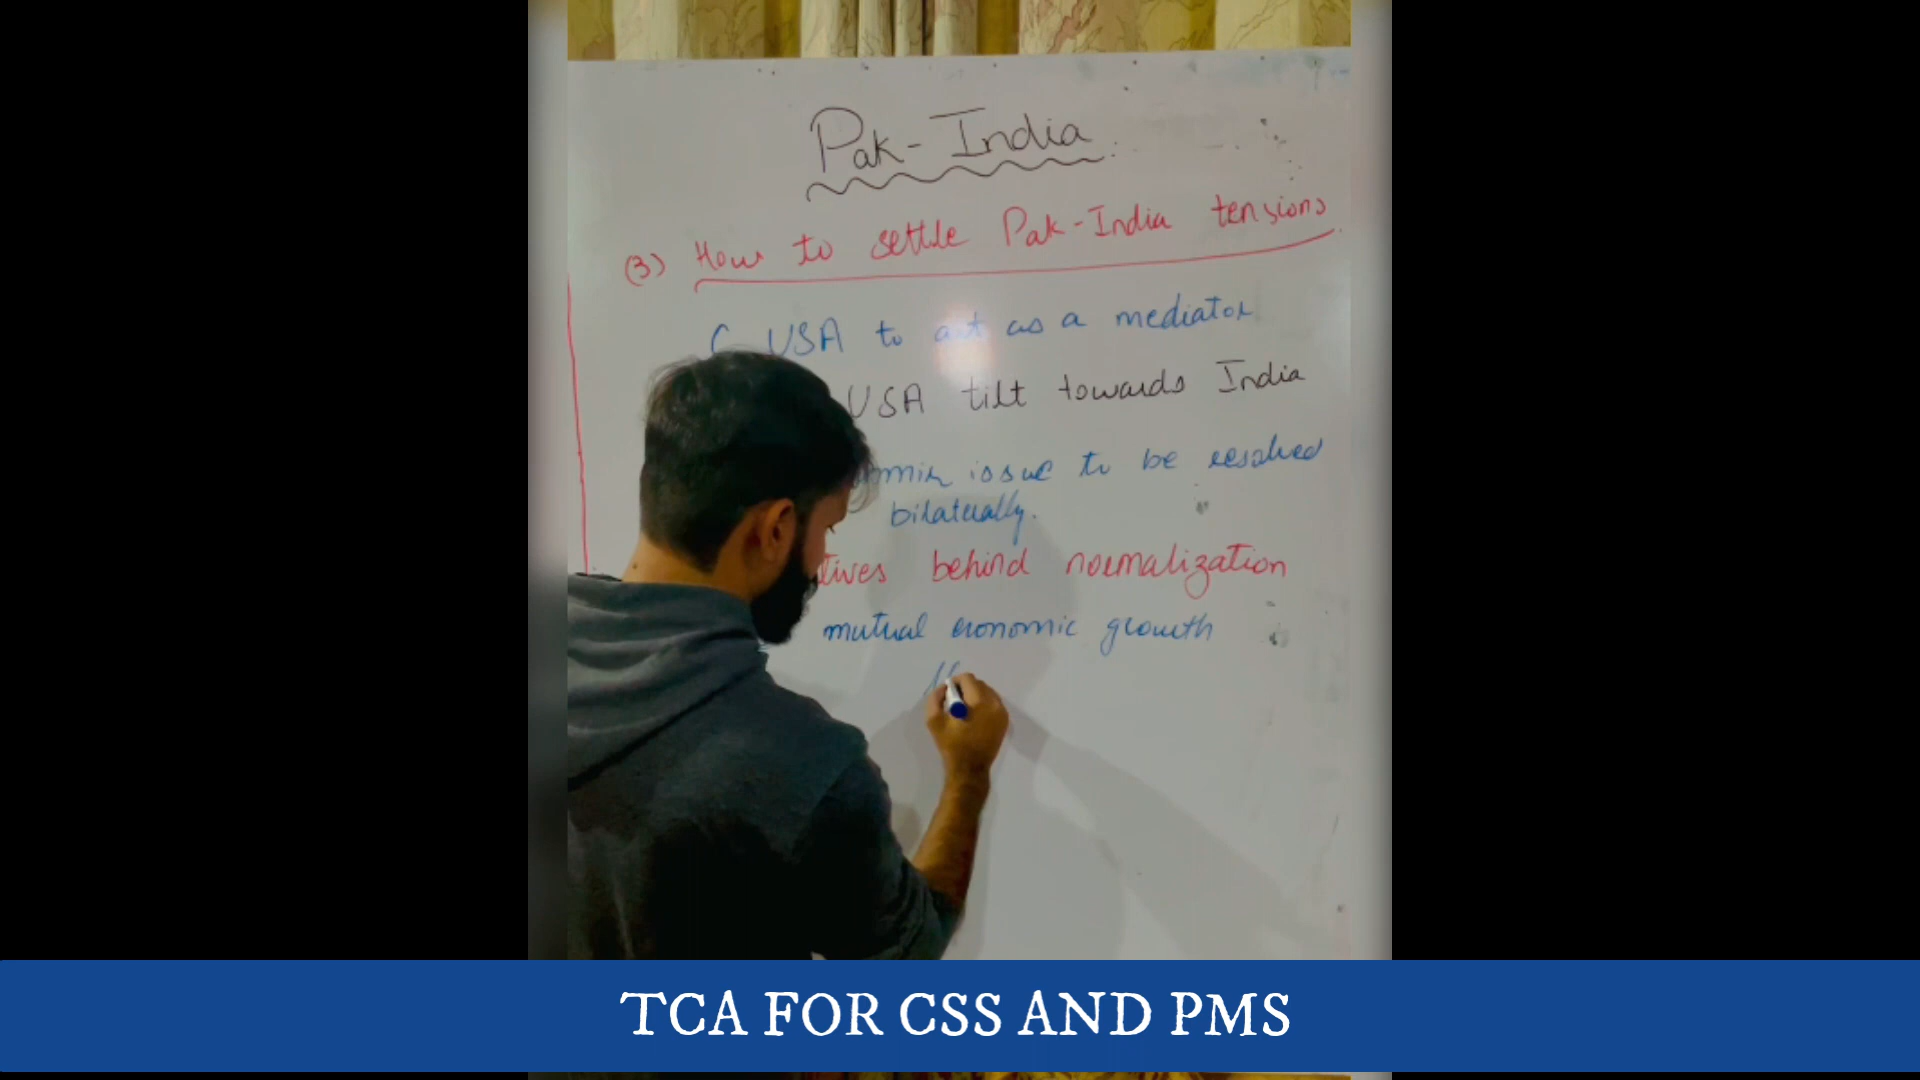 Pak-India
(3) How to settle Pak-India tensions
USA to act as a mediator
USA tilt towards India
issue to be resolved
bilaterally.
behind normalization
mutual economic growth
TCA FOR CSS AND PMS